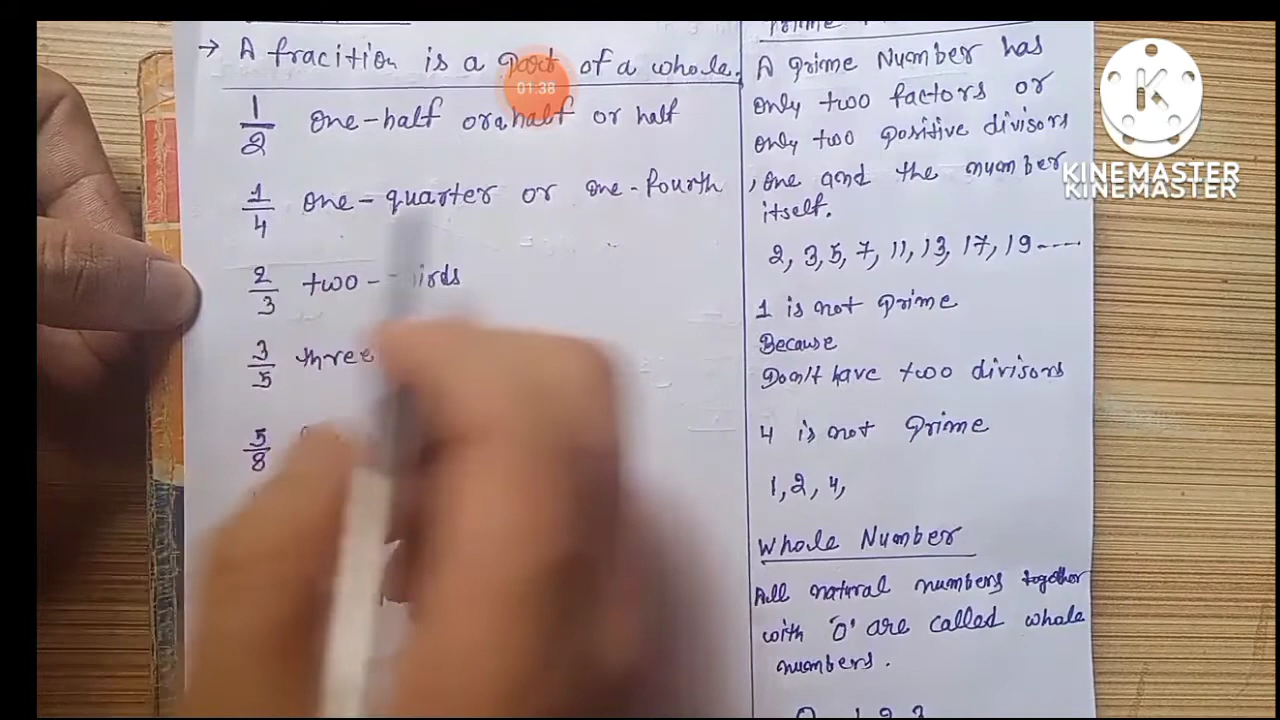 → A fracition is a part of a whole.
01:38
1/2 one-half or a half or half
1/4 one-quarter or one-fourth
2/3 two-
3/5 three
5/8
A prime Number has
only two factors or
only two positive divisors
, one and the number
itself.
2, 3, 5, 7, 11, 13, 17, 19----
1 is not prime
Because
Don't have two divisors
4 is not prime
1, 2, 4,
Whole Number
All natural numbers together
with '0' are called whole
numbers.
KINEMASTER
KINEMASTER